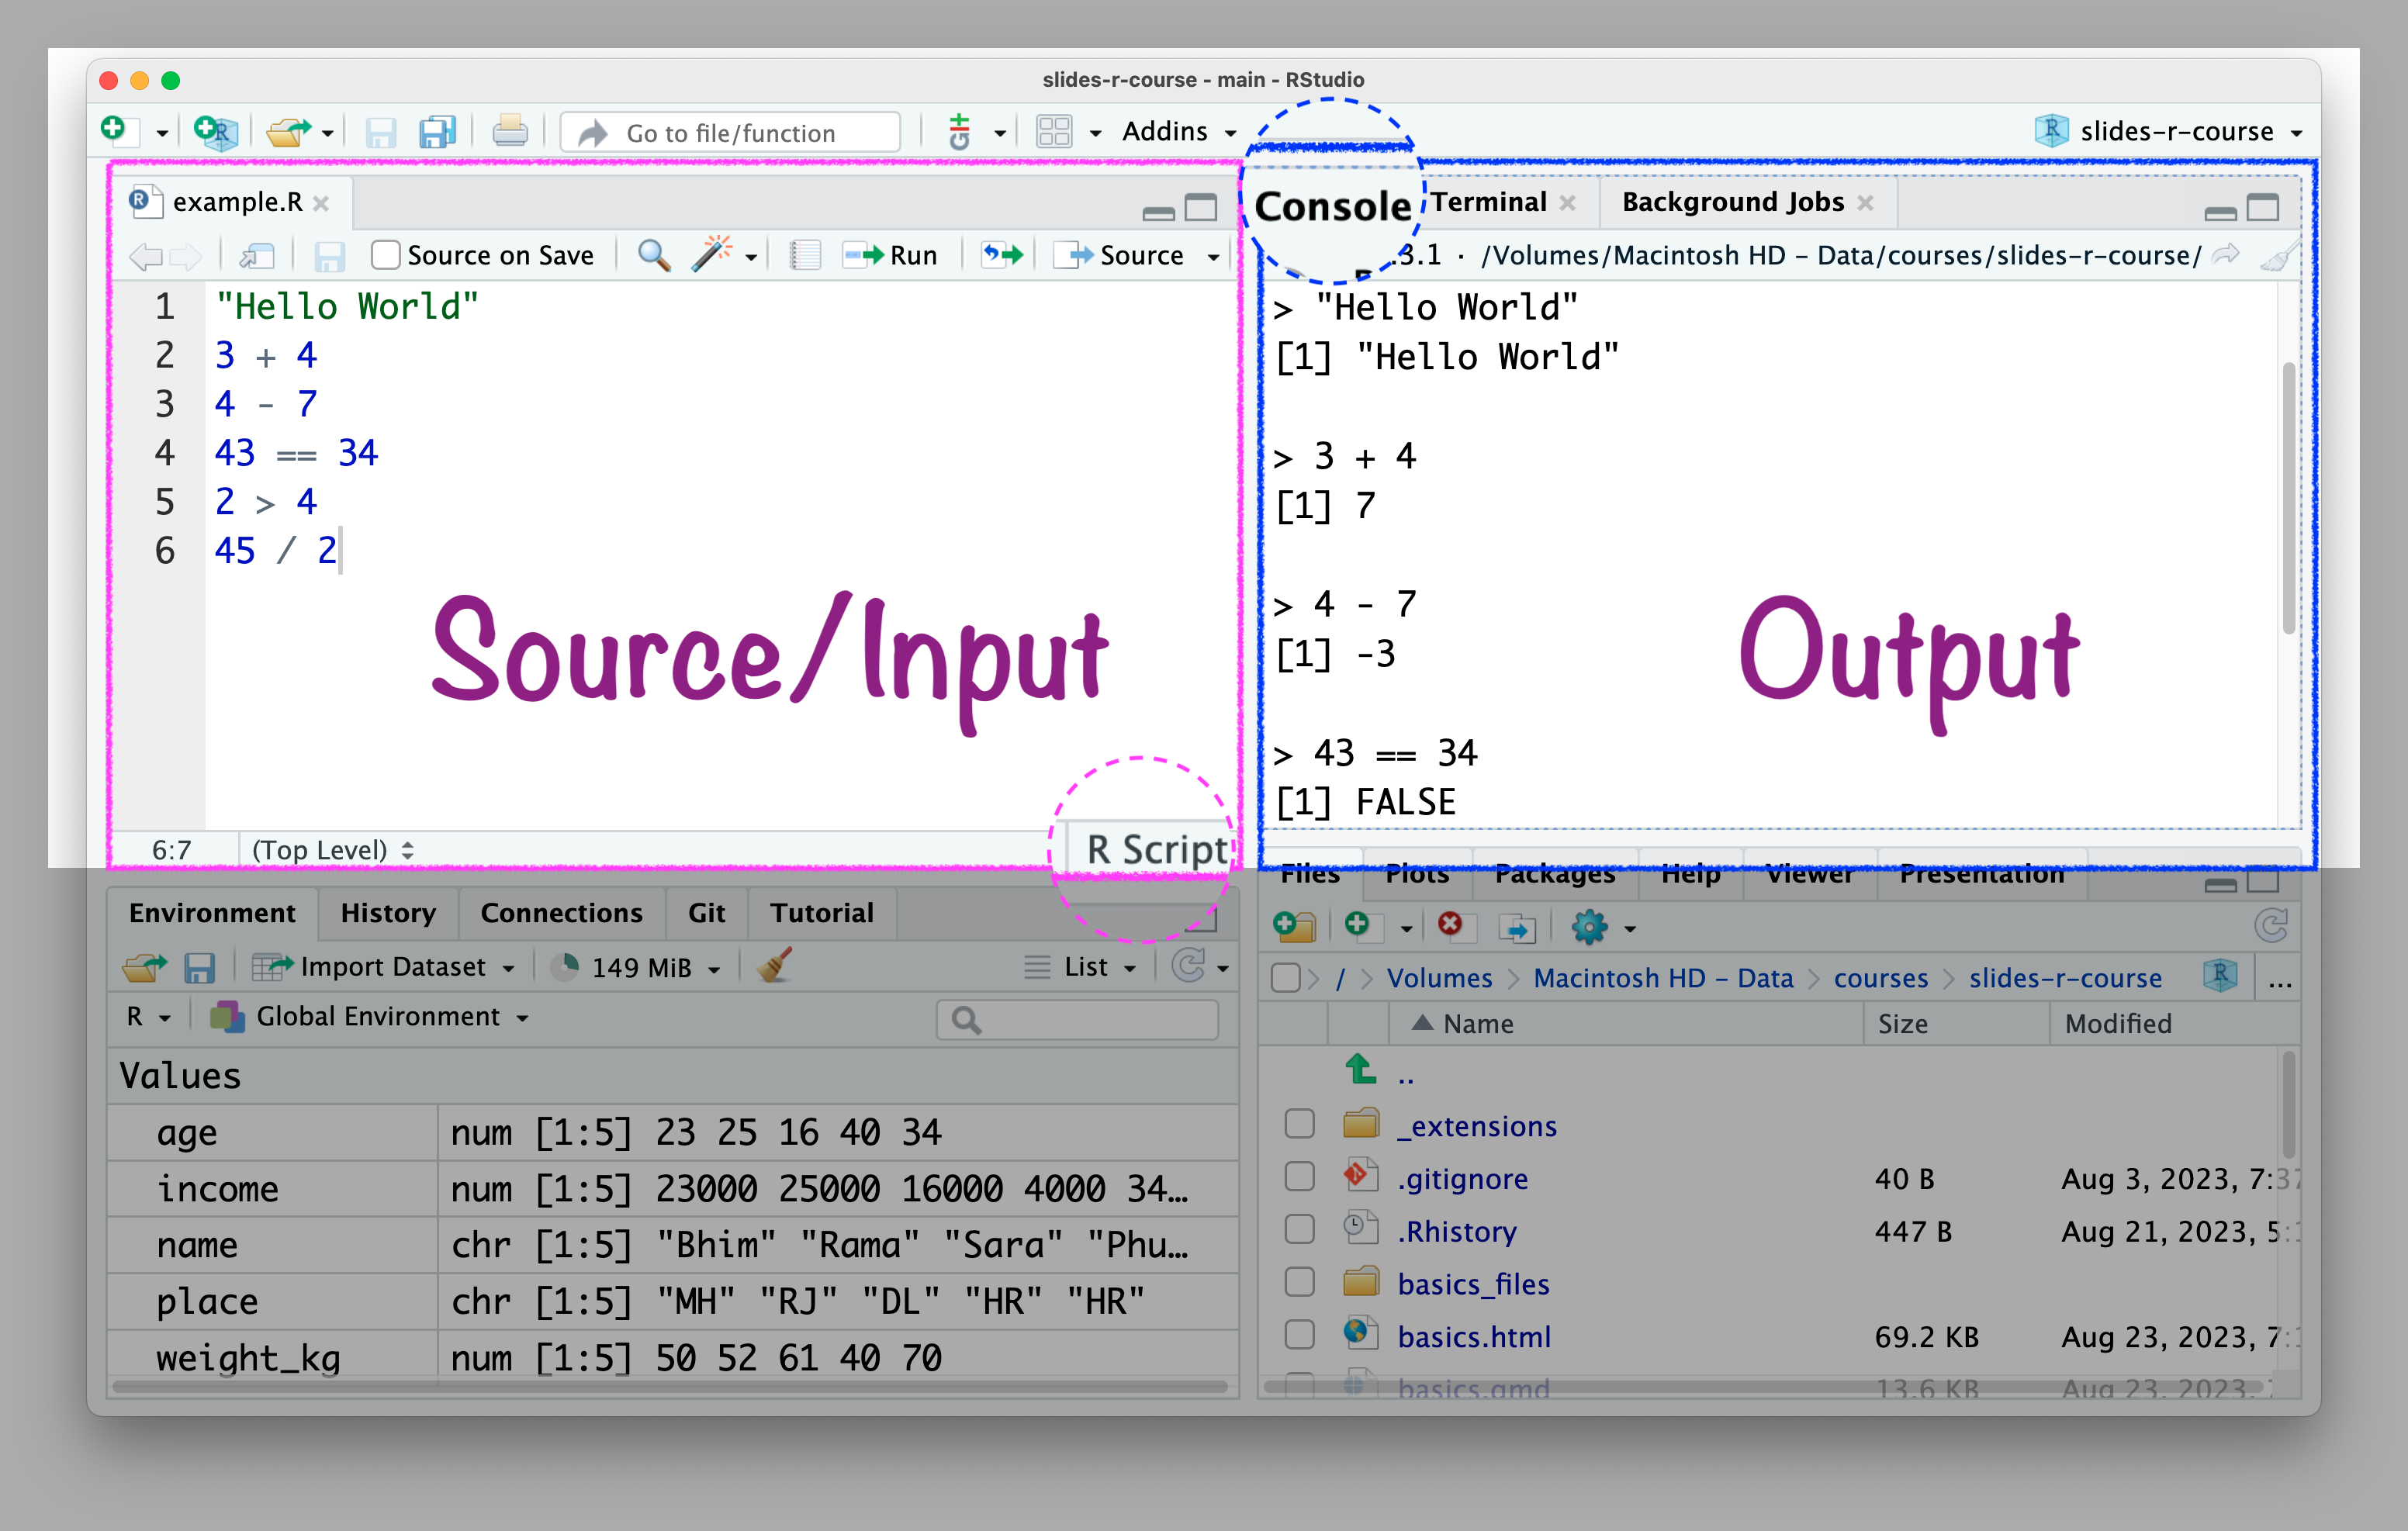 slides-r-course - main - RStudio
Go to file/function
Addins
slides-r-course
example.R
Source on Save
Run
Source
1 "Hello World"
2 3 + 4
3 4 - 7
4 43 == 34
5 2 > 4
6 45 / 2
Source/Input
6:7 (Top Level)
R Script
Console Terminal Background Jobs
.3.1 · /Volumes/Macintosh HD – Data/courses/slides-r-course/
> "Hello World"
[1] "Hello World"
> 3 + 4
[1] 7
> 4 - 7
[1] -3
> 43 == 34
[1] FALSE
Output
Environment History Connections Git Tutorial
Import Dataset 149 MiB List
R Global Environment
Values
age num [1:5] 23 25 16 40 34
income num [1:5] 23000 25000 16000 4000 34…
name chr [1:5] "Bhim" "Rama" "Sara" "Phu…
place chr [1:5] "MH" "RJ" "DL" "HR" "HR"
weight_kg num [1:5] 50 52 61 40 70
Files Plots Packages Help Viewer Presentation
/ Volumes Macintosh HD – Data courses slides-r-course ...
Name Size Modified
..
_extensions
.gitignore 40 B Aug 3, 2023, 7:37
.Rhistory 447 B Aug 21, 2023, 5:
basics_files
basics.html 69.2 KB Aug 23, 2023, 7:
basics.qmd 13.6 KB Aug 23, 2023,